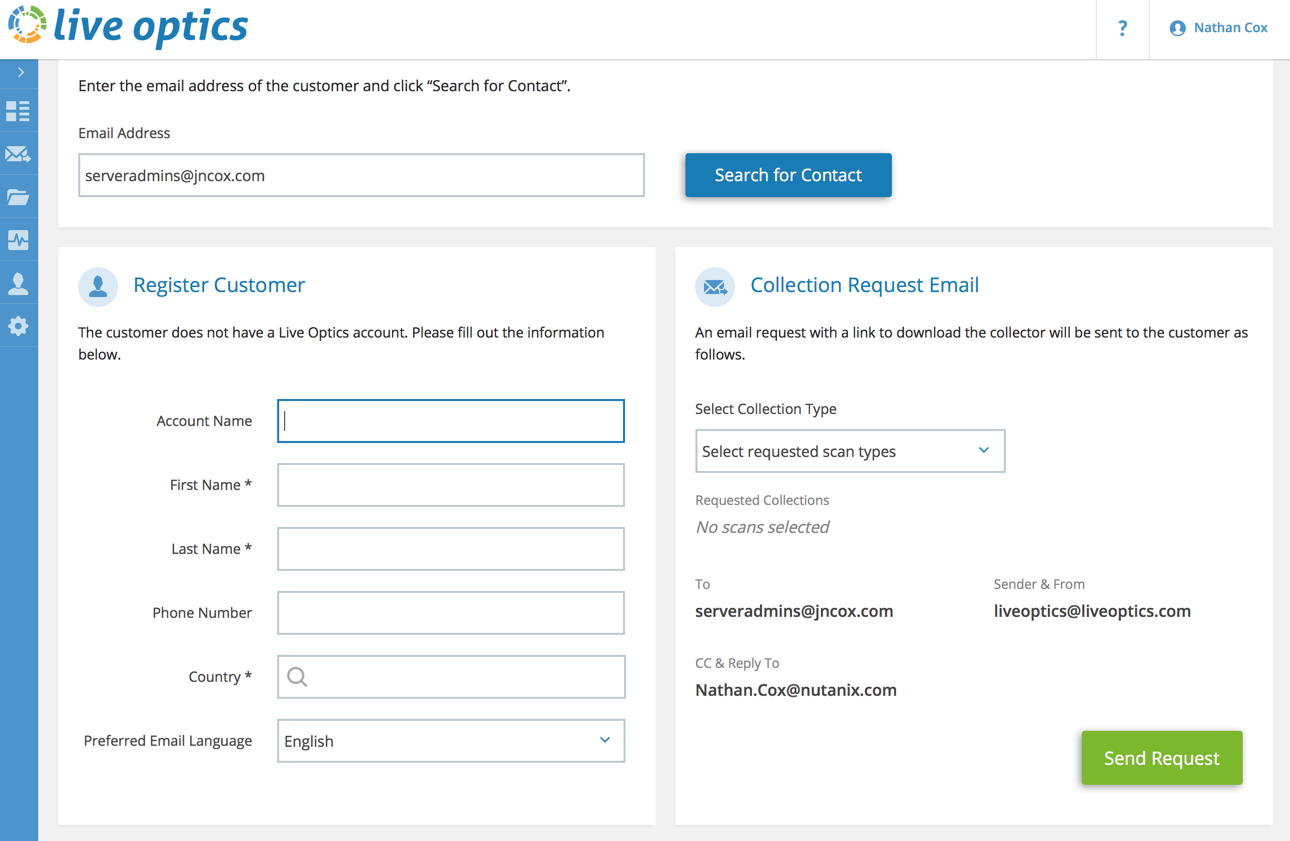 live optics
?
Nathan Cox
Enter the email address of the customer and click “Search for Contact”.
Email Address
serveradmins@jncox.com
Search for Contact
Register Customer
The customer does not have a Live Optics account. Please fill out the information
below.
Account Name
First Name *
Last Name *
Phone Number
Country *
Preferred Email Language
English
Collection Request Email
An email request with a link to download the collector will be sent to the customer as
follows.
Select Collection Type
Select requested scan types
Requested Collections
No scans selected
To
Sender & From
serveradmins@jncox.com
liveoptics@liveoptics.com
CC & Reply To
Nathan.Cox@nutanix.com
Send Request